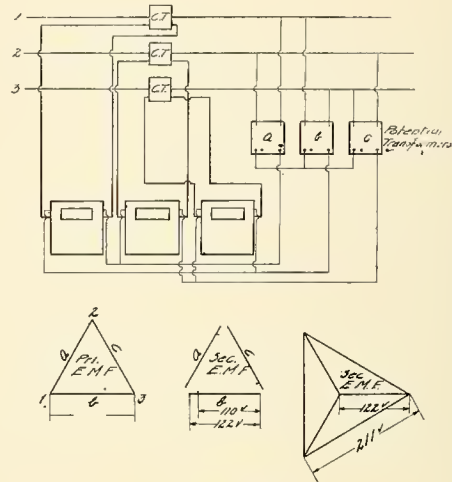 1
C.T.
2
C.T.
3
C.T.
a
b
c
Potential
Transformers
2
a
c
Pri.
E.M.F
1
b
3
a
c
Sec.
E.M.F
b
110 v
122 v
Sec
E.M.F.
122 v
211 v